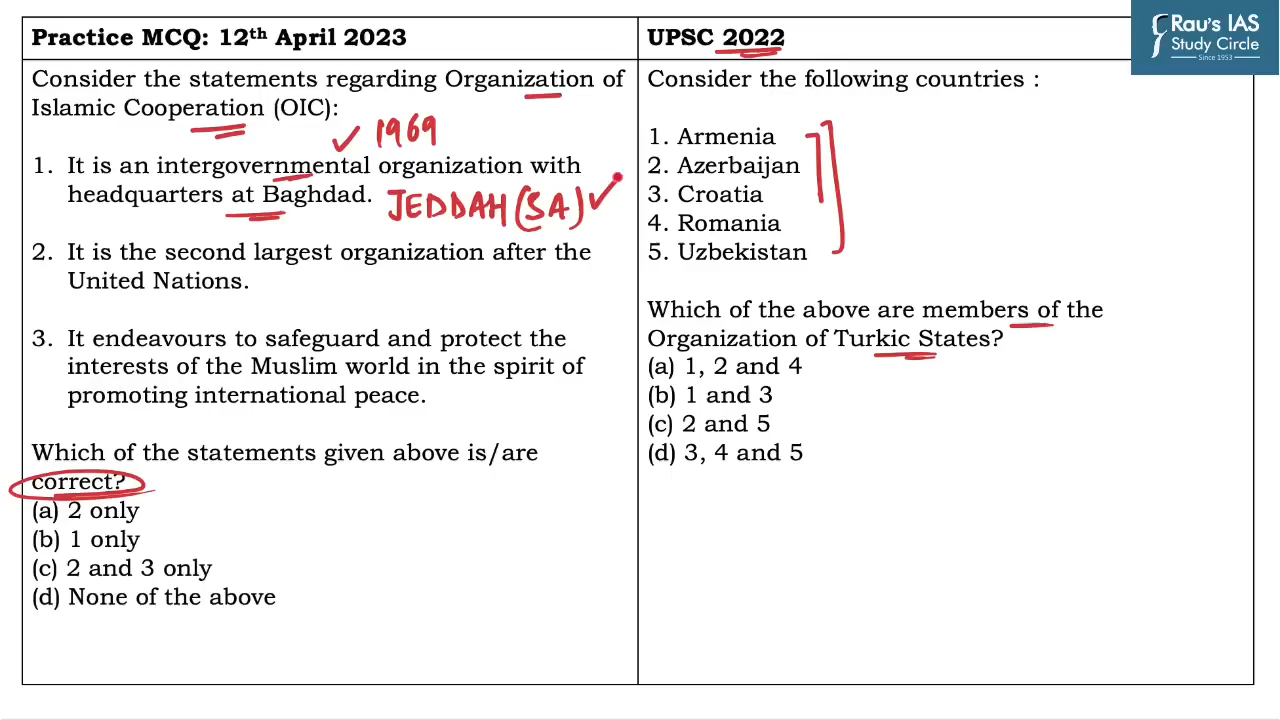 Practice MCQ: 12th April 2023
Consider the statements regarding Organization of
Islamic Cooperation (OIC):
1969
1. It is an intergovernmental organization with
headquarters at Baghdad. JEDDAH (SA)
2. It is the second largest organization after the
United Nations.
3. It endeavours to safeguard and protect the
interests of the Muslim world in the spirit of
promoting international peace.
Which of the statements given above is/are
correct?
(a) 2 only
(b) 1 only
(c) 2 and 3 only
(d) None of the above
UPSC 2022
Consider the following countries :
1. Armenia
2. Azerbaijan
3. Croatia
4. Romania
5. Uzbekistan
Which of the above are members of the
Organization of Turkic States?
(a) 1, 2 and 4
(b) 1 and 3
(c) 2 and 5
(d) 3, 4 and 5
Rau's IAS
Study Circle
Since 1953